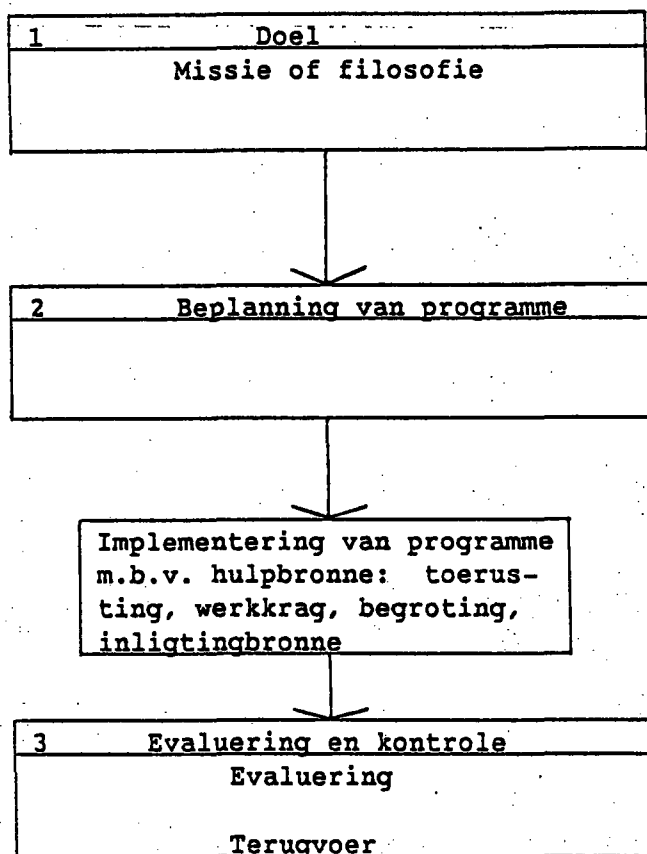 1 Doel
Missie of filosofie
2 Beplanning van programme
Implementering van programme
m.b.v. hulpbronne: toerus-
ting, werkkrag, begroting,
inligtingbronne
3 Evaluering en kontrole
Evaluering
Terugvoer